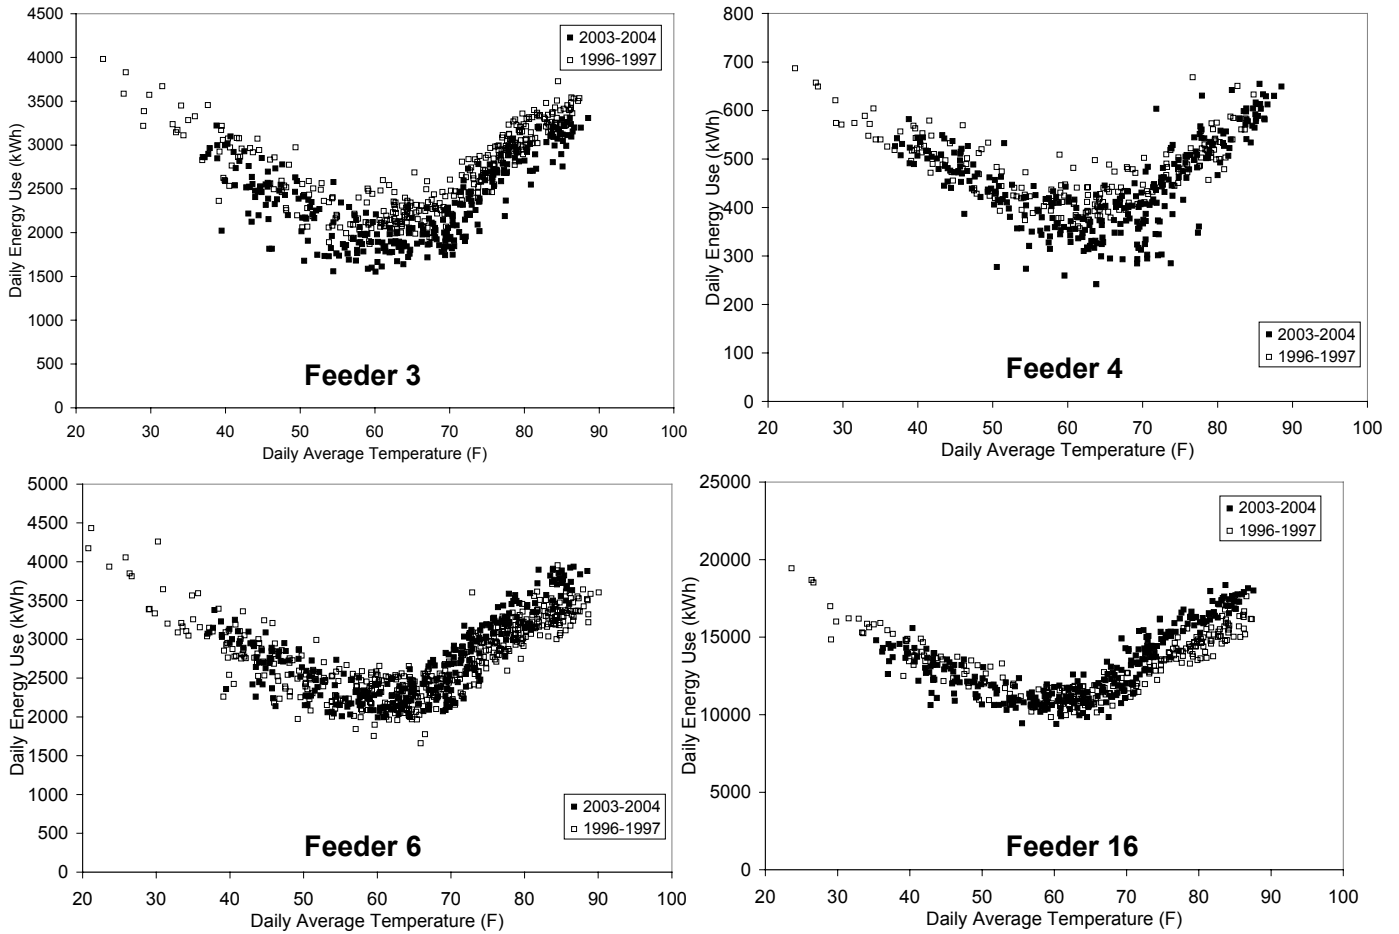 4500
4000
3500
3000
2500
2000
1500
1000
500
0
Daily Energy Use (kWh)
2003-2004
1996-1997
Feeder 3
20 30 40 50 60 70 80 90 100
Daily Average Temperature (F)
800
700
600
500
400
300
200
100
0
Daily Energy Use (kWh)
2003-2004
1996-1997
Feeder 4
20 30 40 50 60 70 80 90 100
Daily Average Temperature (F)
5000
4500
4000
3500
3000
2500
2000
1500
1000
500
0
Daily Energy Use (kWh)
2003-2004
1996-1997
Feeder 6
20 30 40 50 60 70 80 90 100
Daily Average Temperature (F)
25000
20000
15000
10000
5000
0
Daily Energy Use (kWh)
2003-2004
1996-1997
Feeder 16
20 30 40 50 60 70 80 90 100
Daily Average Temperature (F)